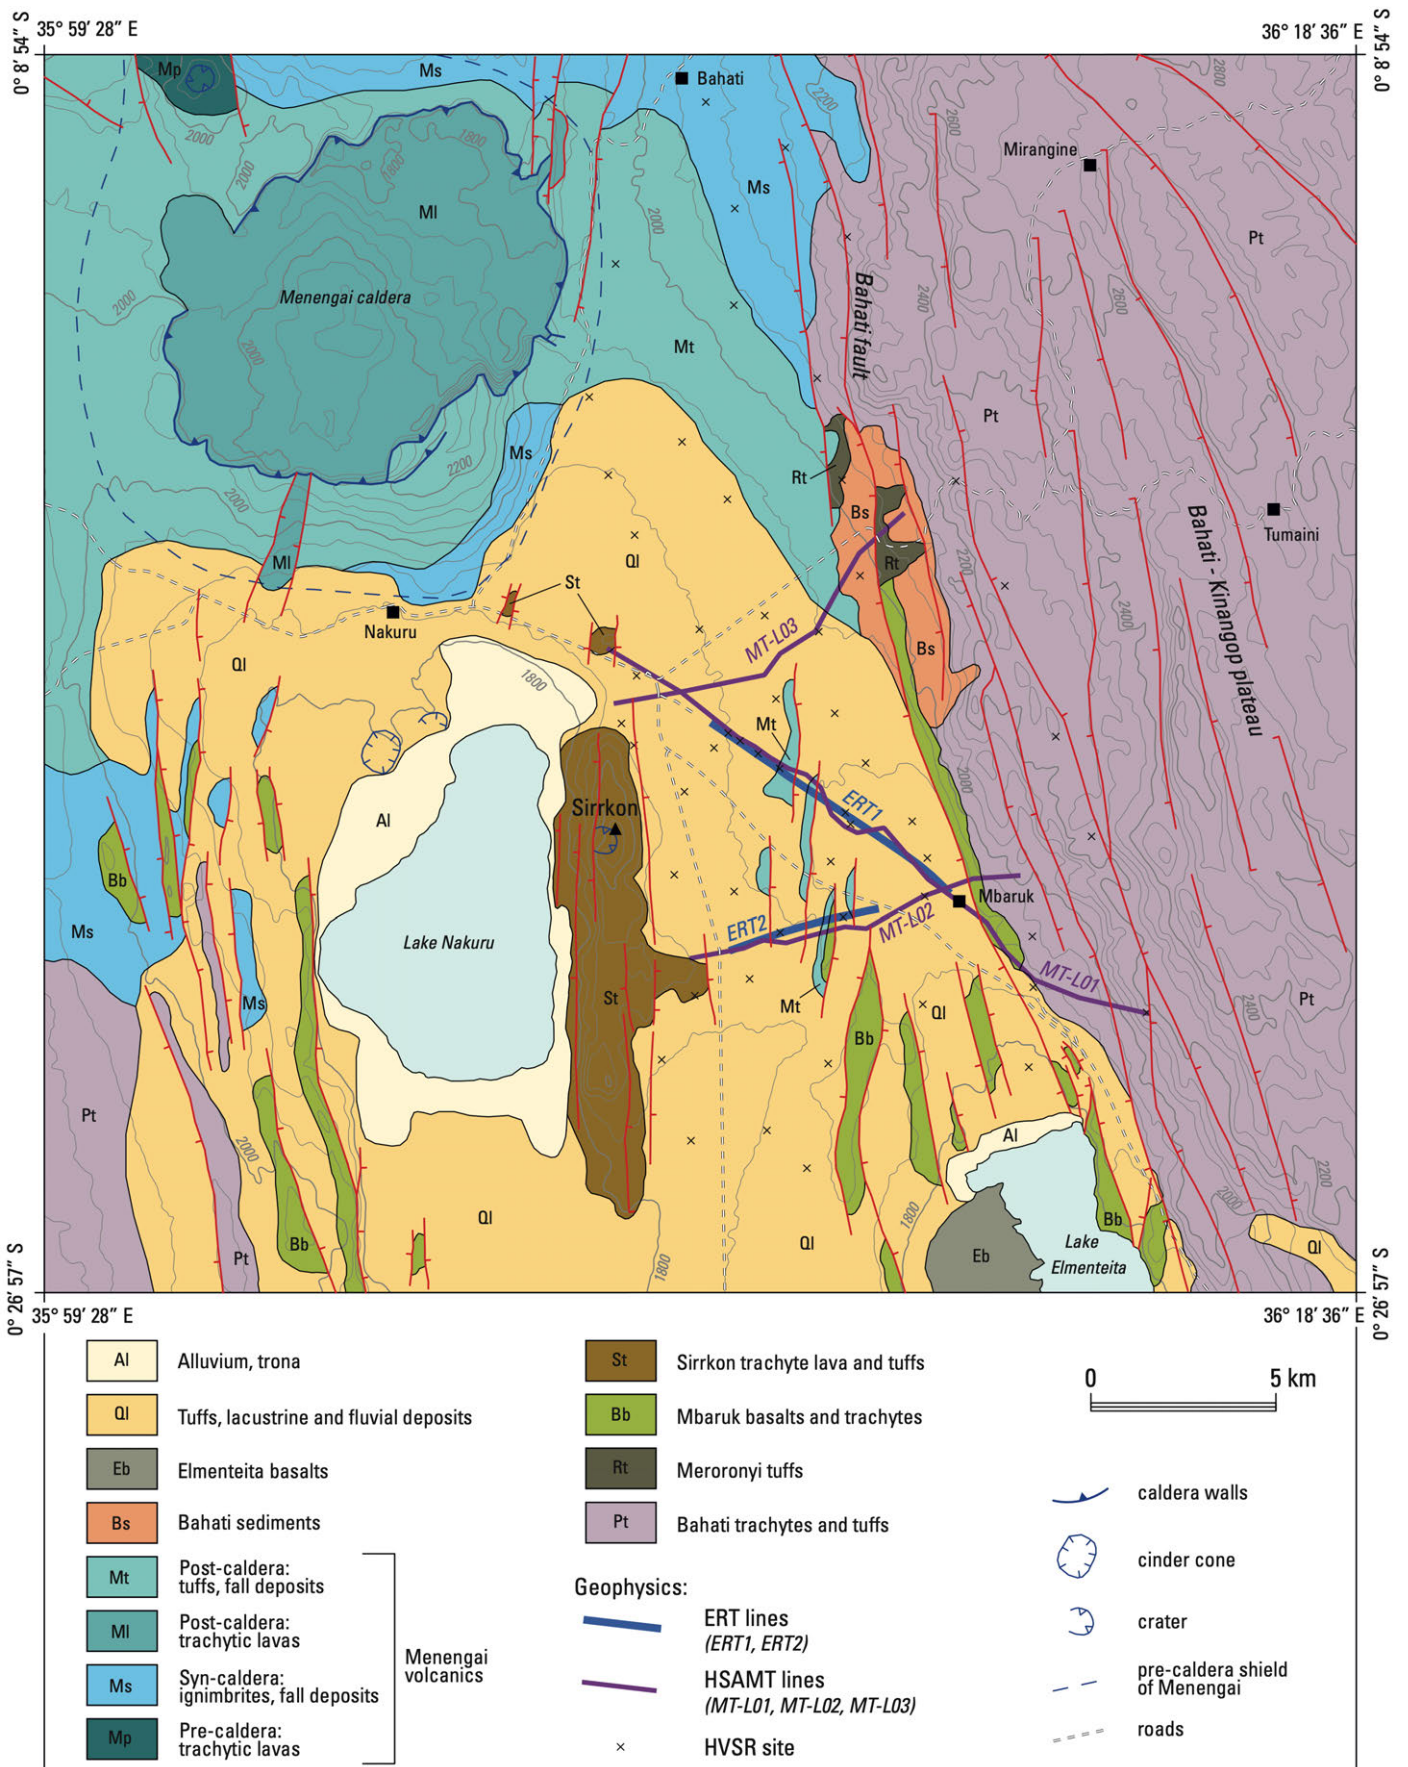 35° 59′ 28″ E
36° 18′ 36″ E
0° 8′ 54″ S
0° 8′ 54″ S
Mp
Ms
Bahati
2200
2800
2600
Mirangine
2000
2000
1800
1800
Ml
Ms
2000
Pt
Menengai caldera
2000
2000
Bahati fault
2400
2600
Mt
Pt
Ms
2200
2000
Rt
Bs
Tumaini
Bahati - Kinangop plateau
Ml
Ql
Rt
2200
2400
St
Nakuru
MT-L03
Bs
Ql
1800
Mt
2000
ERT1
Sirrkon
Al
Bb
Mbaruk
Ms
Lake Nakuru
ERT2
MT-L02
MT-L01
Ms
St
Mt
Ql
2400
Pt
Bb
Pt
2000
Al
2200
2000
Ql
1800
Bb
Ql
Pt
Bb
1800
Ql
Eb
Lake
Elmenteita
0° 26′ 57″ S
0° 26′ 57″ S
35° 59′ 28″ E
36° 18′ 36″ E
Al
Alluvium, trona
Ql
Tuffs, lacustrine and fluvial deposits
Eb
Elmenteita basalts
Bs
Bahati sediments
Mt
Post-caldera:
tuffs, fall deposits
Ml
Post-caldera:
trachytic lavas
Ms
Syn-caldera:
ignimbrites, fall deposits
Mp
Pre-caldera:
trachytic lavas
Menengai
volcanics
St
Sirrkon trachyte lava and tuffs
Bb
Mbaruk basalts and trachytes
Rt
Meroronyi tuffs
Pt
Bahati trachytes and tuffs
Geophysics:
ERT lines
(ERT1, ERT2)
HSAMT lines
(MT-L01, MT-L02, MT-L03)
HVSR site
0
5 km
caldera walls
cinder cone
crater
pre-caldera shield
of Menengai
roads